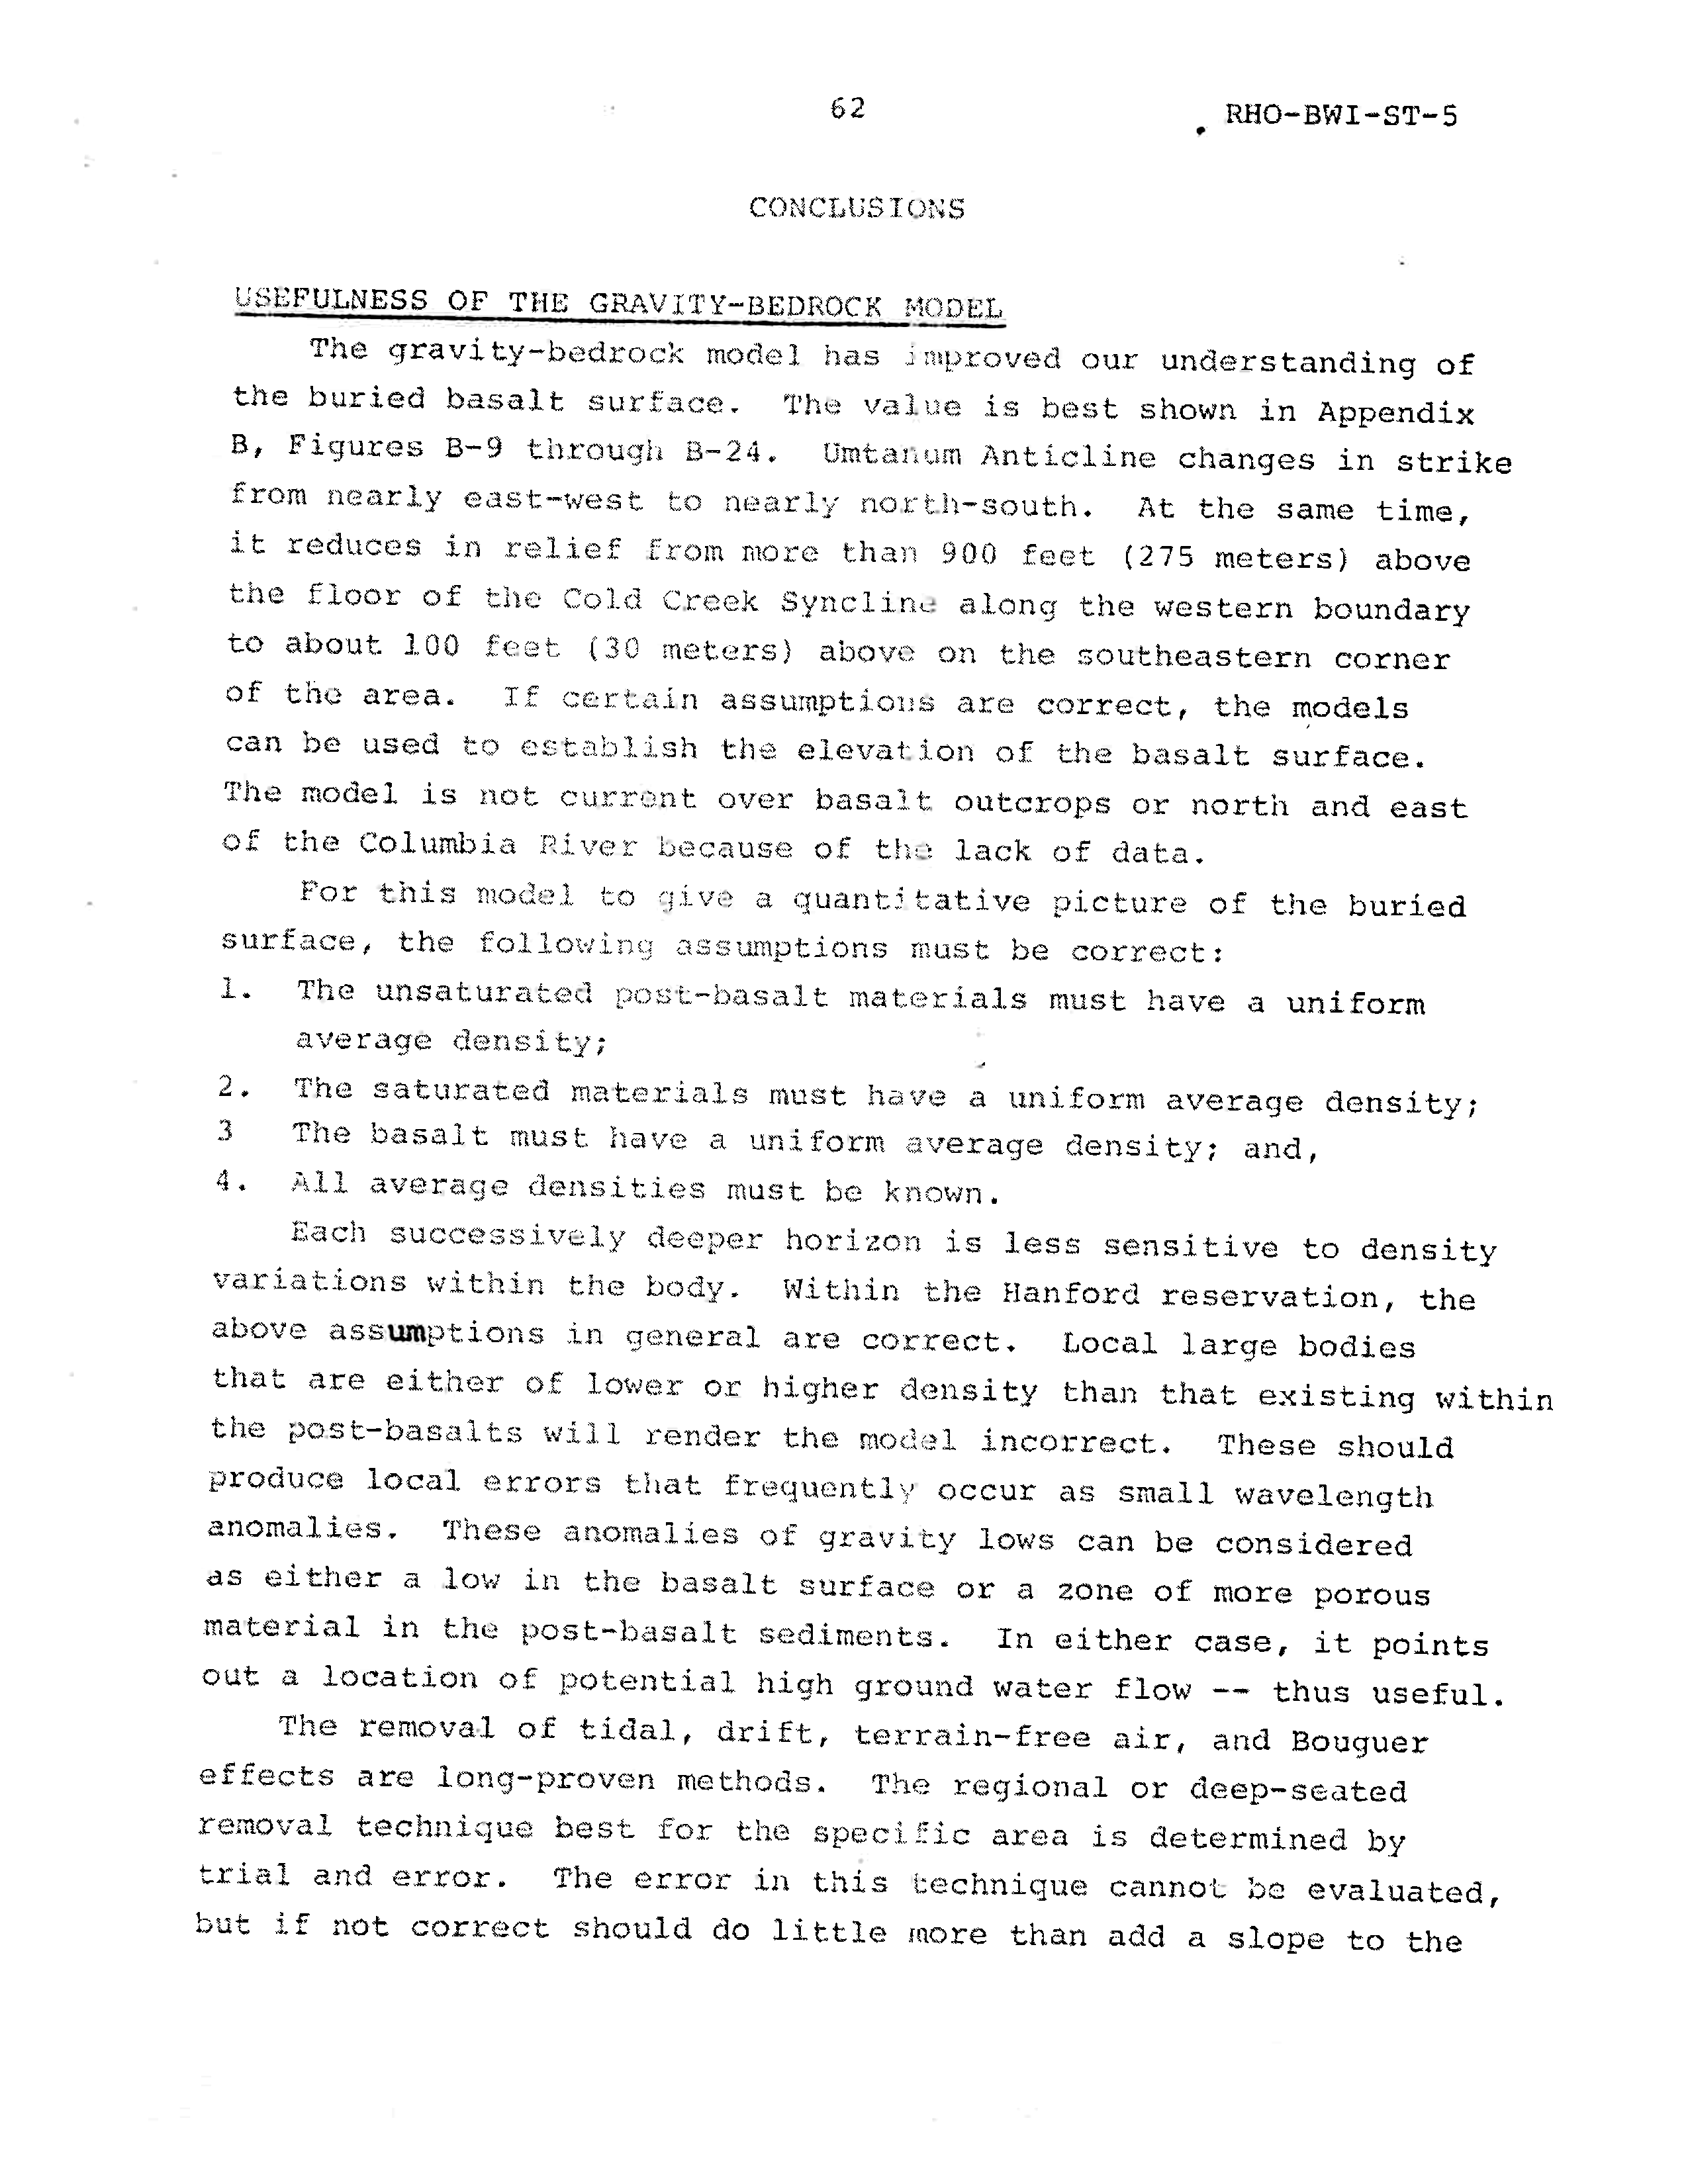 62
RHO-BWI-ST-5
CONCLUSIONS
USEFULNESS OF THE GRAVITY-BEDROCK MODEL
The gravity-bedrock model has improved our understanding of
the buried basalt surface. The value is best shown in Appendix
B, Figures B-9 through B-24. Umtanum Anticline changes in strike
from nearly east-west to nearly north-south. At the same time,
it reduces in relief from more than 900 feet (275 meters) above
the floor of the Cold Creek Syncline along the western boundary
to about 100 feet (30 meters) above on the southeastern corner
of the area. If certain assumptions are correct, the models
can be used to establish the elevation of the basalt surface.
The model is not current over basalt outcrops or north and east
of the Columbia River because of the lack of data.
For this model to give a quantitative picture of the buried
surface, the following assumptions must be correct:
1. The unsaturated post-basalt materials must have a uniform
average density;
2. The saturated materials must have a uniform average density;
3 The basalt must have a uniform average density; and,
4. All average densities must be known.
Each successively deeper horizon is less sensitive to density
variations within the body. Within the Hanford reservation, the
above assumptions in general are correct. Local large bodies
that are either of lower or higher density than that existing within
the post-basalts will render the model incorrect. These should
produce local errors that frequently occur as small wavelength
anomalies. These anomalies of gravity lows can be considered
as either a low in the basalt surface or a zone of more porous
material in the post-basalt sediments. In either case, it points
out a location of potential high ground water flow -- thus useful.
The removal of tidal, drift, terrain-free air, and Bouguer
effects are long-proven methods. The regional or deep-seated
removal technique best for the specific area is determined by
trial and error. The error in this technique cannot be evaluated,
but if not correct should do little more than add a slope to the